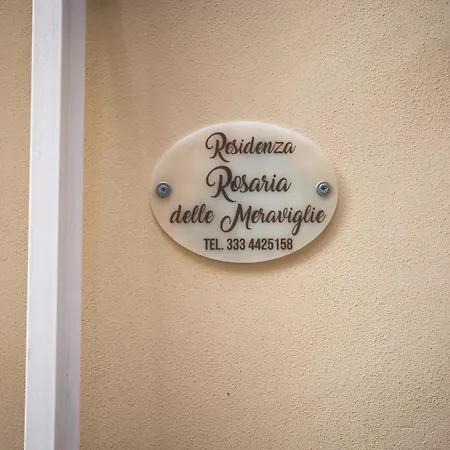 Residenza
Rosaria
delle Meraviglie
TEL. 333 4425158